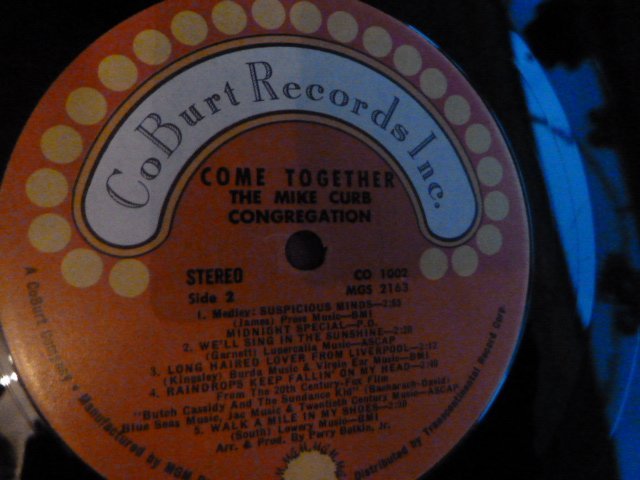 CoBurt Records Inc.
COME TOGETHER
THE MIKE CURB
CONGREGATION
STEREO
CO 1002
Side 2
MGS 2163
1. Medley: SUSPICIOUS MINDS—2:55
(James) Press Music—BMI
MIDNIGHT SPECIAL—P.D.
2. WE'LL SING IN THE SUNSHINE—2:28
(Garnett) Lupercalia Music—ASCAP
3. LONG HAIRED LOVER FROM LIVERPOOL—2:12
(Kingsley) Burda Music & Virgin Ear Music—BMI
4. RAINDROPS KEEP FALLIN' ON MY HEAD—2:40
From The 20th Century-Fox Film
"Butch Cassidy And The Sundance Kid" (Bacharach-David)
Blue Seas Music, Jac Music & Twentieth Century Music—ASCAP
5. WALK A MILE IN MY SHOES—2:30
(South) Lowery Music—BMI
Arr. & Prod. by Perry Botkin, Jr.
A CoBurt Company • Manufactured by MGM
Distributed by Transcontinental Record Corp.